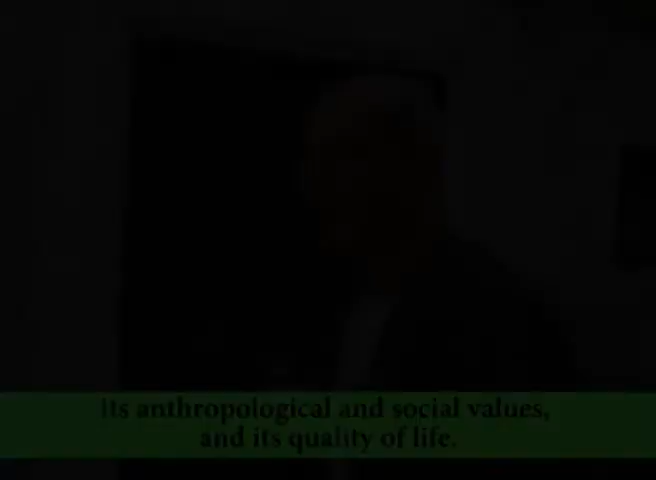 Its anthropological and social values,
and its quality of life.